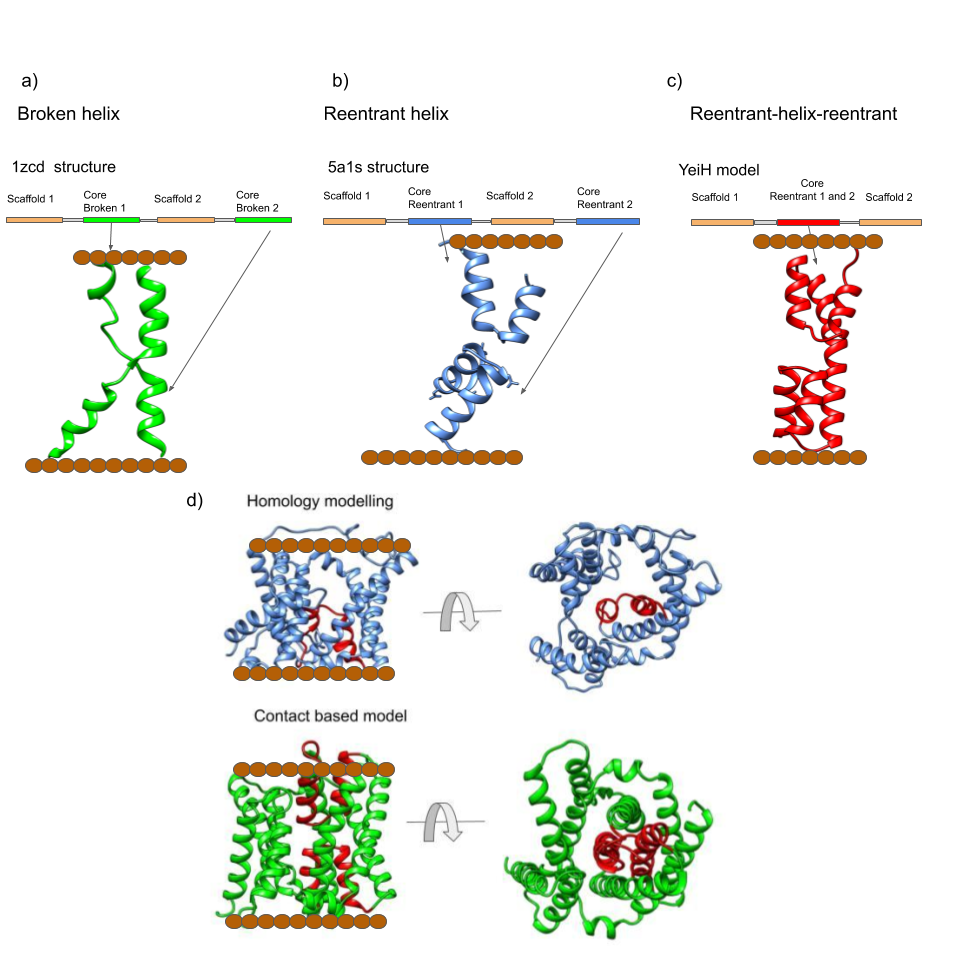 a)
Broken helix
1zcd structure
Scaffold 1
Core
Broken 1
Scaffold 2
Core
Broken 2
b)
Reentrant helix
5a1s structure
Scaffold 1
Core
Reentrant 1
Scaffold 2
Core
Reentrant 2
c)
Reentrant-helix-reentrant
YeiH model
Scaffold 1
Core
Reentrant 1 and 2
Scaffold 2
d)
Homology modelling
Contact based model